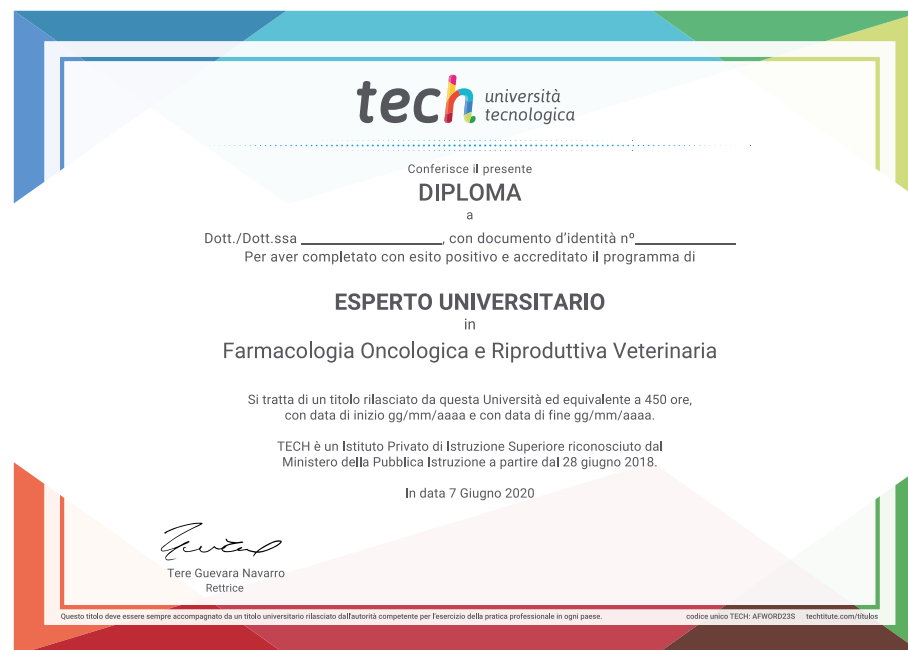 tech università
tecnologica
Conferisce il presente
DIPLOMA
a
Dott./Dott.ssa ____________________, con documento d'identità nº______________
Per aver completato con esito positivo e accreditato il programma di
ESPERTO UNIVERSITARIO
in
Farmacologia Oncologica e Riproduttiva Veterinaria
Si tratta di un titolo rilasciato da questa Università ed equivalente a 450 ore,
con data di inizio gg/mm/aaaa e con data di fine gg/mm/aaaa.
TECH è un Istituto Privato di Istruzione Superiore riconosciuto dal
Ministero della Pubblica Istruzione a partire dal 28 giugno 2018.
In data 7 Giugno 2020
Tere Guevara Navarro
Rettrice
Questo titolo deve essere sempre accompagnato da un titolo universitario rilasciato dall'autorità competente per l'esercizio della pratica professionale in ogni paese. codice unico TECH: AFWORD23S techtitute.com/titulos